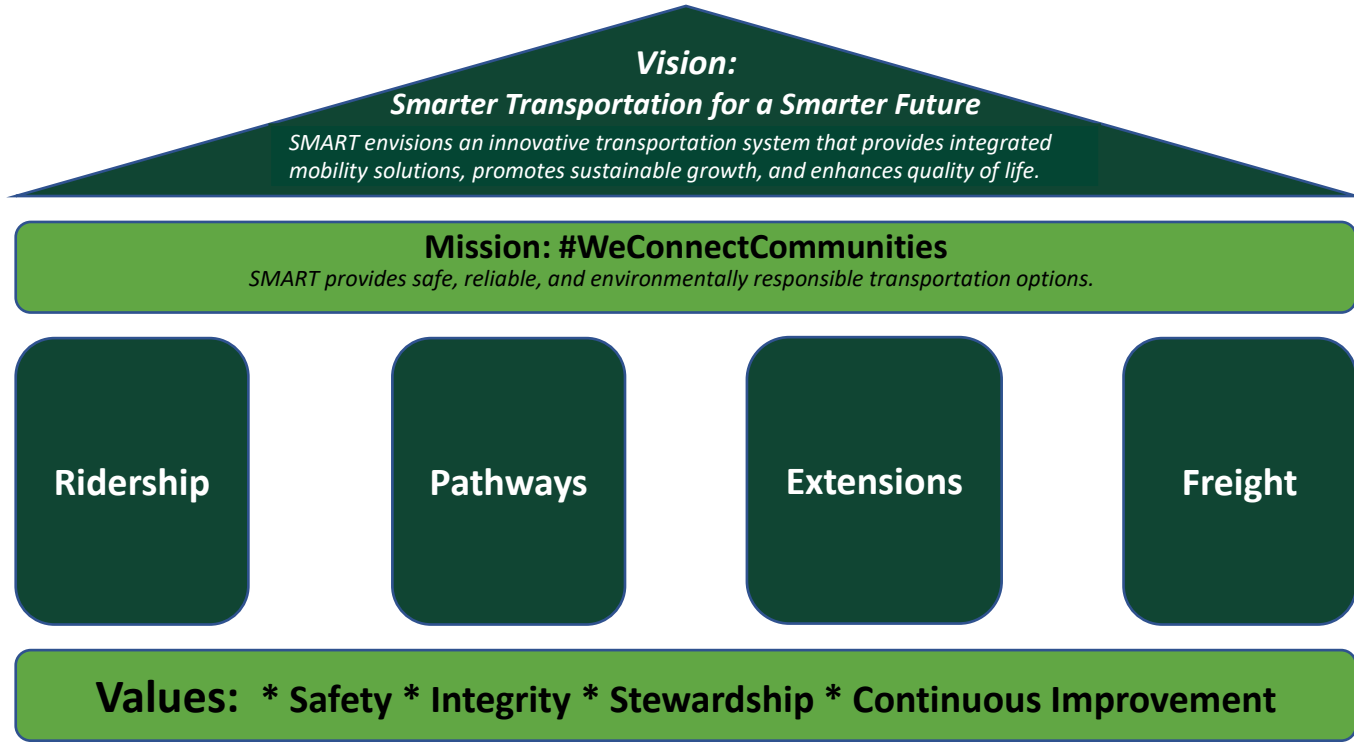 Vision:
Smarter Transportation for a Smarter Future
SMART envisions an innovative transportation system that provides integrated
mobility solutions, promotes sustainable growth, and enhances quality of life.
Mission: #WeConnectCommunities
SMART provides safe, reliable, and environmentally responsible transportation options.
Ridership
Pathways
Extensions
Freight
Values: * Safety * Integrity * Stewardship * Continuous Improvement